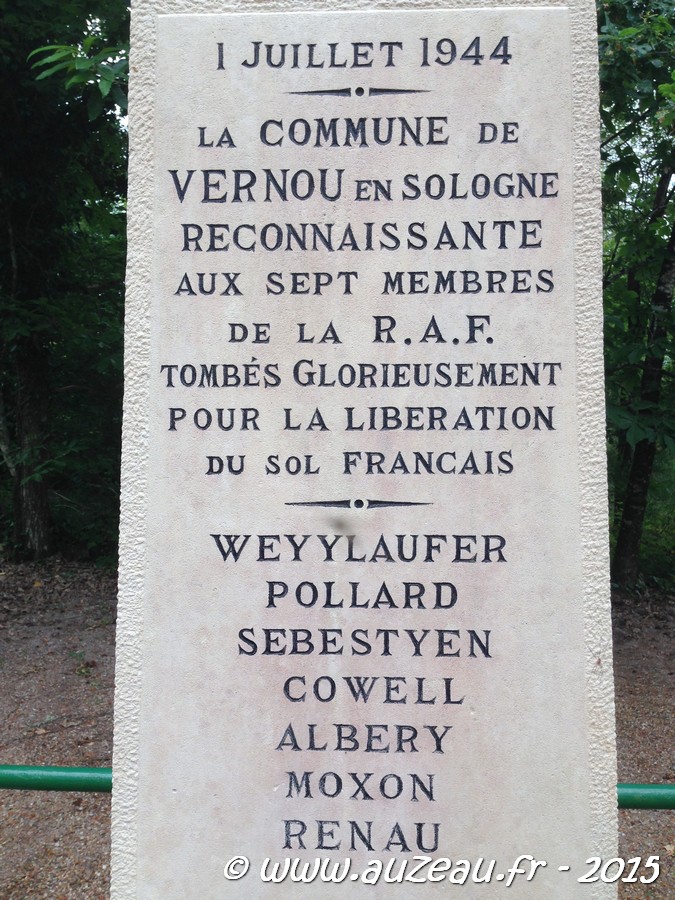 1 JUILLET 1944
LA COMMUNE DE
VERNOU EN SOLOGNE
RECONNAISSANTE
AUX SEPT MEMBRES
DE LA R.A.F.
TOMBÉS GLORIEUSEMENT
POUR LA LIBERATION
DU SOL FRANCAIS
WEYYLAUFER
POLLARD
SEBESTYEN
COWELL
ALBERY
MOXON
RENAU
© www.auzeau.fr - 2015